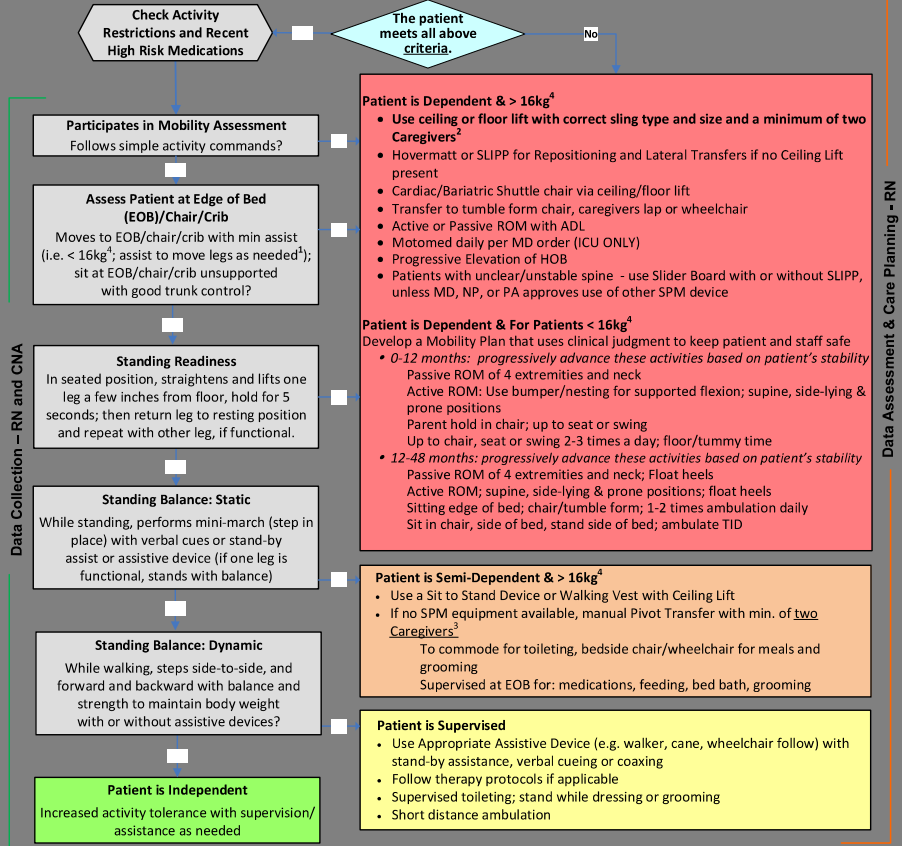 Check Activity
Restrictions and Recent
High Risk Medications
The patient
meets all above
criteria.
No
Participates in Mobility Assessment
Follows simple activity commands?
Assess Patient at Edge of Bed
(EOB)/Chair/Crib
Moves to EOB/chair/crib with min assist
(i.e. < 16kg⁴; assist to move legs as needed¹);
sit at EOB/chair/crib unsupported
with good trunk control?
Standing Readiness
In seated position, straightens and lifts one
leg a few inches from floor, hold for 5
seconds; then return leg to resting position
and repeat with other leg, if functional.
Standing Balance: Static
While standing, performs mini-march (step in
place) with verbal cues or stand-by
assist or assistive device (if one leg is
functional, stands with balance)
Standing Balance: Dynamic
While walking, steps side-to-side, and
forward and backward with balance and
strength to maintain body weight
with or without assistive devices?
Patient is Independent
Increased activity tolerance with supervision/
assistance as needed
Data Collection – RN and CNA
Patient is Dependent & > 16kg⁴
• Use ceiling or floor lift with correct sling type and size and a minimum of two
Caregivers²
• Hovermatt or SLIPP for Repositioning and Lateral Transfers if no Ceiling Lift
present
• Cardiac/Bariatric Shuttle chair via ceiling/floor lift
• Transfer to tumble form chair, caregivers lap or wheelchair
• Active or Passive ROM with ADL
• Motomed daily per MD order (ICU ONLY)
• Progressive Elevation of HOB
• Patients with unclear/unstable spine - use Slider Board with or without SLIPP,
unless MD, NP, or PA approves use of other SPM device
Patient is Dependent & For Patients < 16kg⁴
Develop a Mobility Plan that uses clinical judgment to keep patient and staff safe
• 0-12 months: progressively advance these activities based on patient's stability
Passive ROM of 4 extremities and neck
Active ROM: Use bumper/nesting for supported flexion; supine, side-lying &
prone positions
Parent hold in chair; up to seat or swing
Up to chair, seat or swing 2-3 times a day; floor/tummy time
• 12-48 months: progressively advance these activities based on patient's stability
Passive ROM of 4 extremities and neck; Float heels
Active ROM; supine, side-lying & prone positions; float heels
Sitting edge of bed; chair/tumble form; 1-2 times ambulation daily
Sit in chair, side of bed, stand side of bed; ambulate TID
Patient is Semi-Dependent & > 16kg⁴
• Use a Sit to Stand Device or Walking Vest with Ceiling Lift
• If no SPM equipment available, manual Pivot Transfer with min. of two
Caregivers³
To commode for toileting, bedside chair/wheelchair for meals and
grooming
Supervised at EOB for: medications, feeding, bed bath, grooming
Patient is Supervised
• Use Appropriate Assistive Device (e.g. walker, cane, wheelchair follow) with
stand-by assistance, verbal cueing or coaxing
• Follow therapy protocols if applicable
• Supervised toileting; stand while dressing or grooming
• Short distance ambulation
Data Assessment & Care Planning - RN